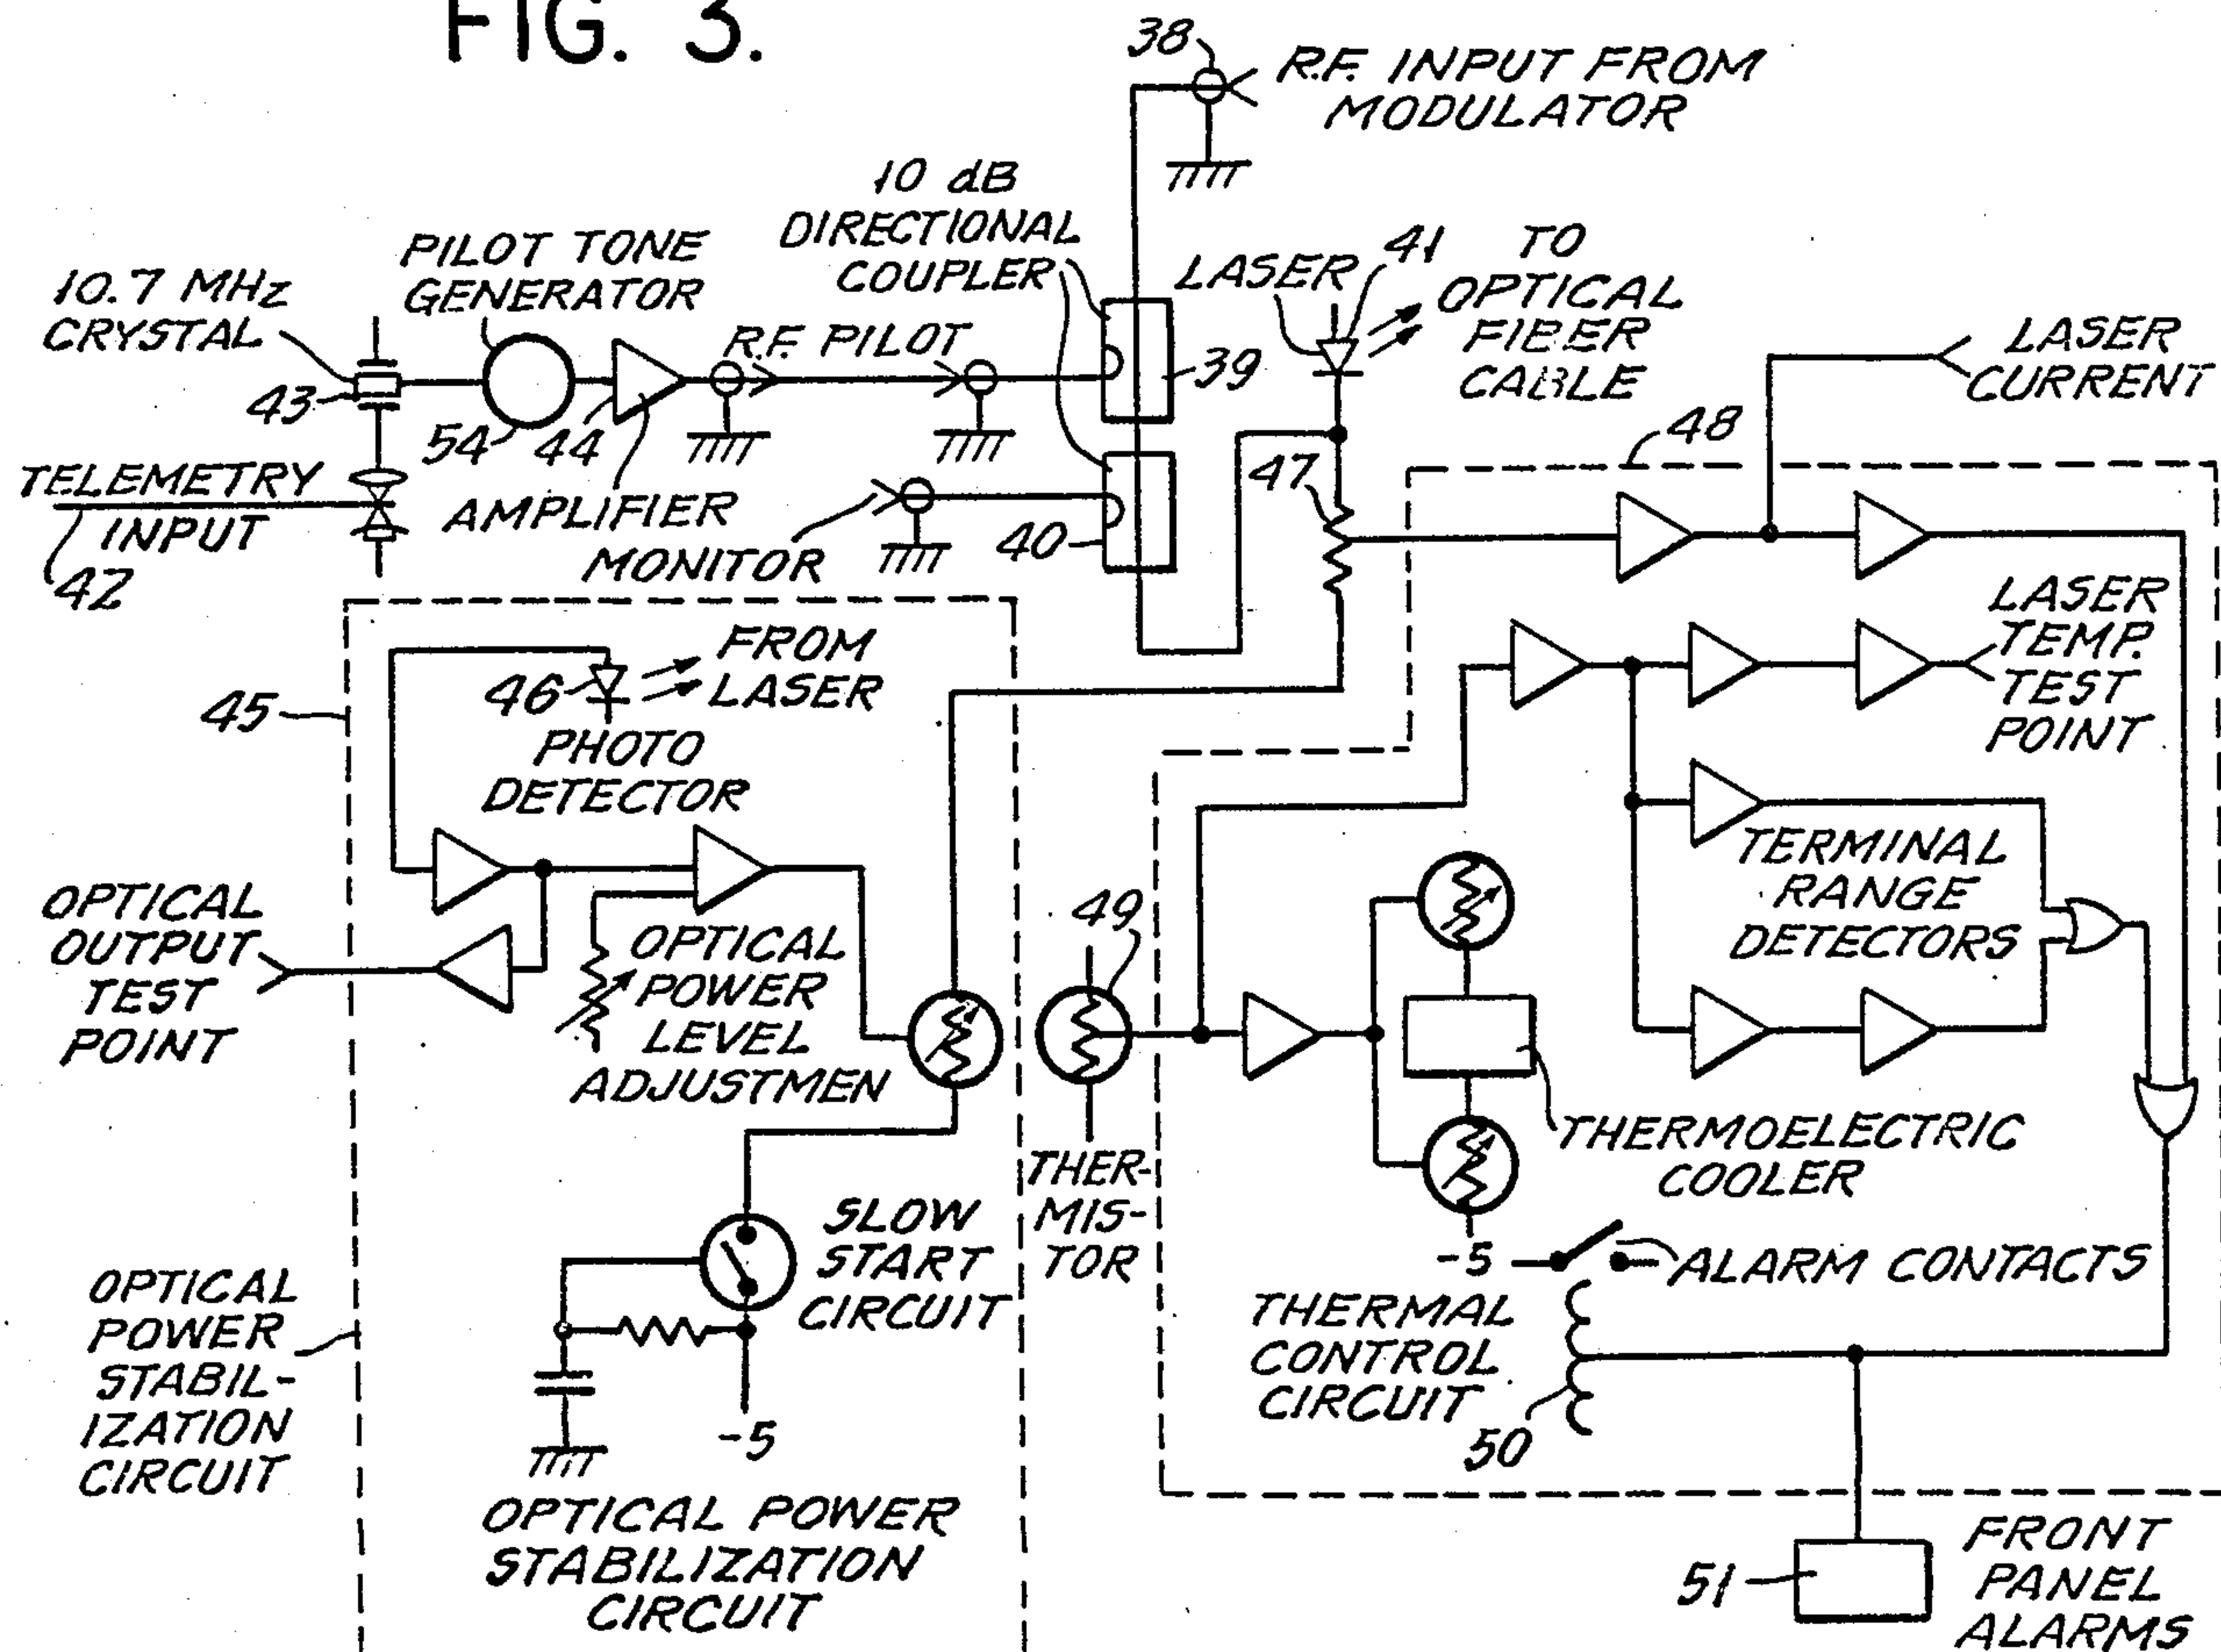 FIG. 3.
38
R.F. INPUT FROM
MODULATOR
10 dB
DIRECTIONAL
COUPLER
PILOT TONE
GENERATOR
10.7 MHz
CRYSTAL
43
54
44
R.F. PILOT
39
LASER
41
TO
OPTICAL
FIBER
CABLE
LASER
CURRENT
48
47
TELEMETRY
INPUT
42
AMPLIFIER
MONITOR
40
LASER
TEMP.
TEST
POINT
45
46
FROM
LASER
PHOTO
DETECTOR
TERMINAL
RANGE
DETECTORS
OPTICAL
OUTPUT
TEST
POINT
OPTICAL
POWER
LEVEL
ADJUSTMEN
49
THER-
MIS-
TOR
THERMOELECTRIC
COOLER
SLOW
START
CIRCUIT
-5
ALARM CONTACTS
THERMAL
CONTROL
CIRCUIT
50
OPTICAL
POWER
STABIL-
IZATION
CIRCUIT
-5
OPTICAL POWER
STABILIZATION
CIRCUIT
51
FRONT
PANEL
ALARMS